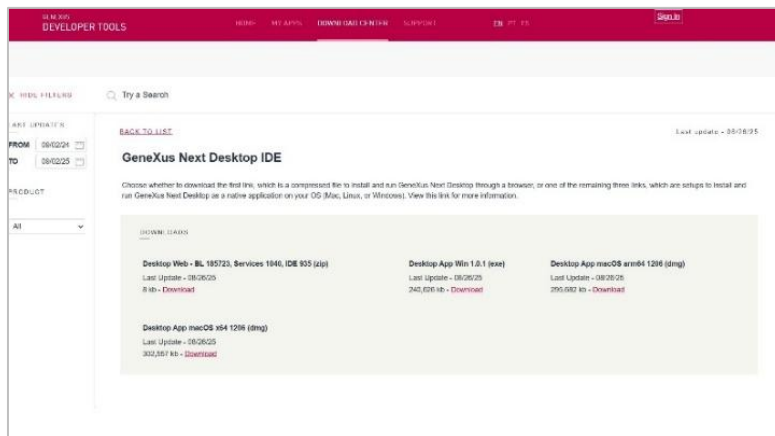 GENEXUS
DEVELOPER TOOLS
HOME MY APPS DOWNLOAD CENTER SUPPORT EN PT ES Sign In
HIDE FILTERS
Try a Search
LAST UPDATES
FROM 08/02/24
TO 08/02/25
PRODUCT
All
BACK TO LIST
Last update - 08/26/25
GeneXus Next Desktop IDE
Choose whether to download the first link, which is a compressed file to install and run GeneXus Next Desktop through a browser, or one of the remaining three links, which are setups to install and
run GeneXus Next Desktop as a native application on your OS (Mac, Linux, or Windows). View this link for more information.
DOWNLOADS
Desktop Web - BL 185723, Services 1040, IDE 935 (zip)
Last Update - 08/26/25
8 kb - Download
Desktop App Win 1.0.1 (exe)
Last Update - 08/26/25
kb - Download
Desktop App macOS arm64 1206 (dmg)
Last Update - 08/26/25
kb - Download
Desktop App macOS x64 1206 (dmg)
Last Update - 08/26/25
kb - Download